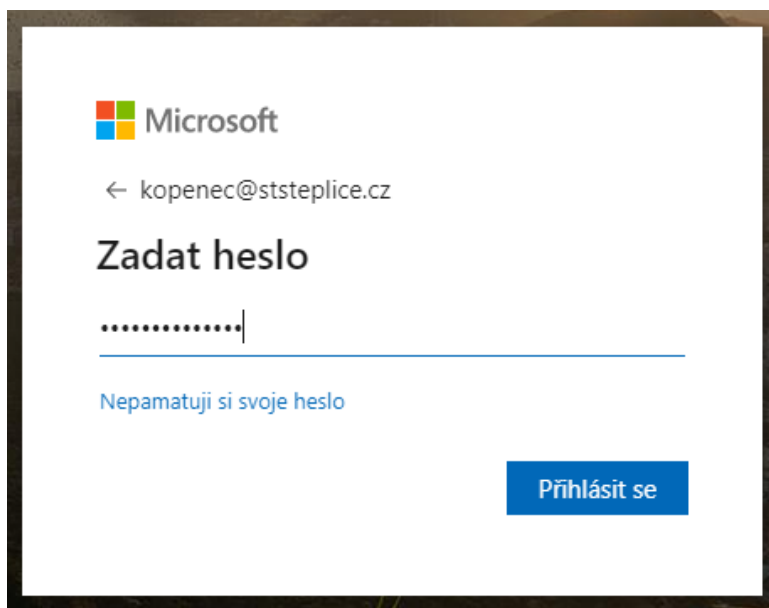 Microsoft
← kopenec@ststeplice.cz
Zadat heslo
••••••••••••••
Nepamatuji si svoje heslo
Přihlásit se